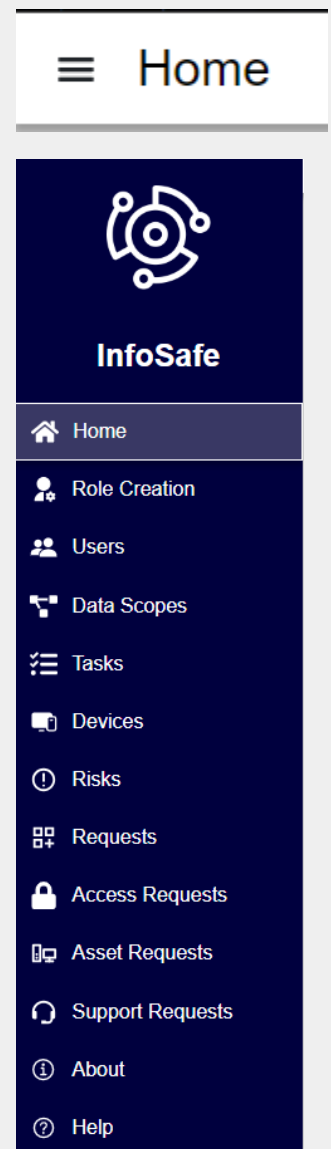 Home
InfoSafe
Home
Role Creation
Users
Data Scopes
Tasks
Devices
Risks
Requests
Access Requests
Asset Requests
Support Requests
About
Help